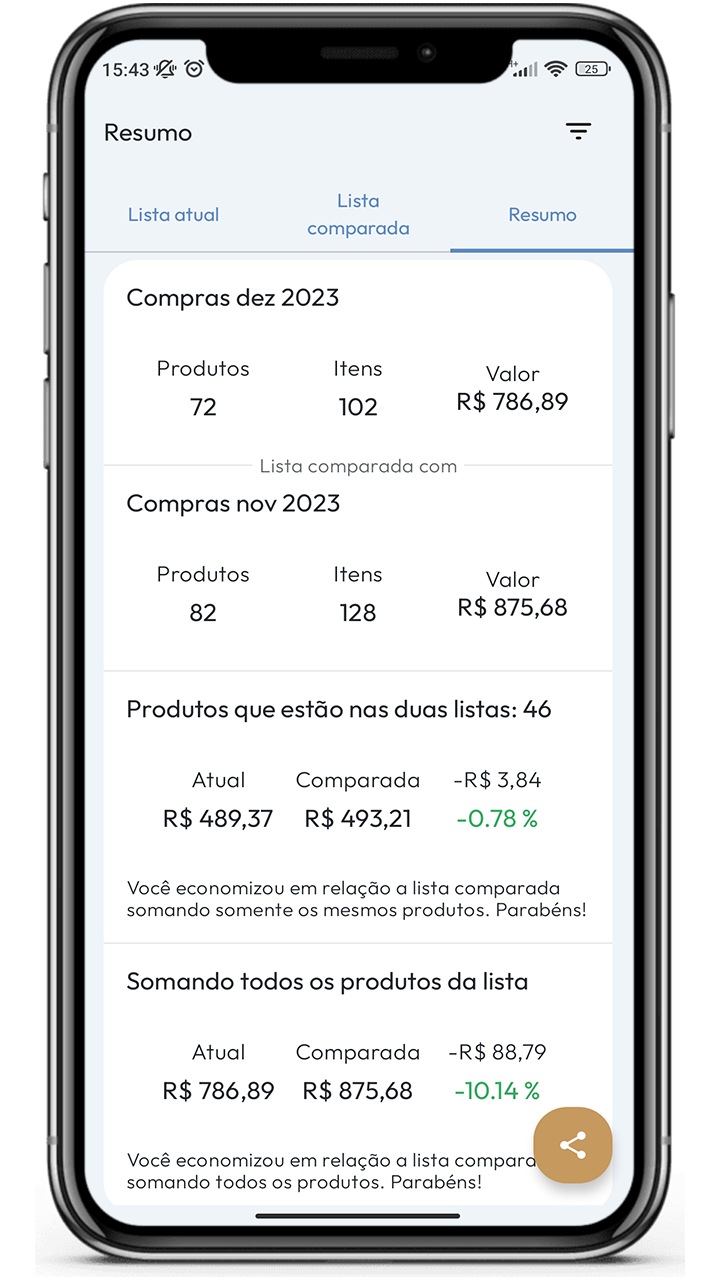 15:43 25
Resumo
Lista atual
Lista
comparada
Resumo
Compras dez 2023
Produtos Itens Valor
72 102 R$ 786,89
Lista comparada com
Compras nov 2023
Produtos Itens Valor
82 128 R$ 875,68
Produtos que estão nas duas listas: 46
Atual Comparada -R$ 3,84
R$ 489,37 R$ 493,21 -0.78 %
Você economizou em relação a lista comparada
somando somente os mesmos produtos. Parabéns!
Somando todos os produtos da lista
Atual Comparada -R$ 88,79
R$ 786,89 R$ 875,68 -10.14 %
Você economizou em relação a lista compara
somando todos os produtos. Parabéns!